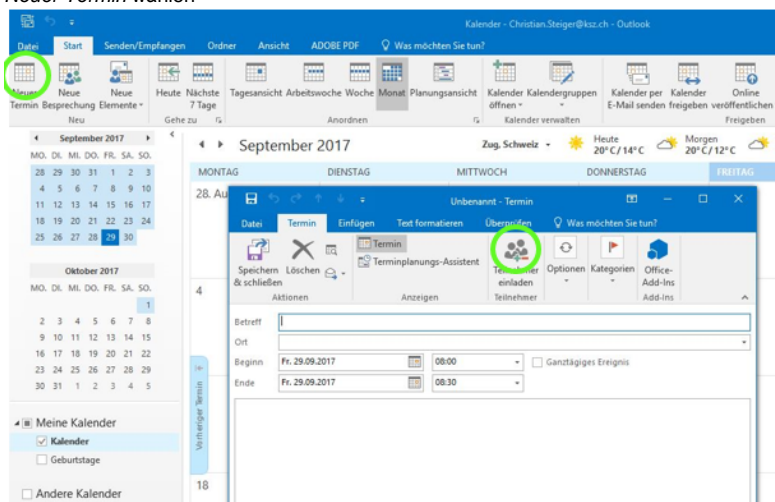 Neuer Termin wählen
Kalender - Christian.Steiger@ksz.ch - Outlook
Datei Start Senden/Empfangen Ordner Ansicht ADOBE PDF Was möchten Sie tun?
Neuer Termin
Neue Besprechung
Neue Elemente
Heute
Nächste 7 Tage
Tagesansicht Arbeitswoche Woche Monat Planungsansicht
Kalender öffnen
Kalendergruppen
Kalender per E-Mail senden
Kalender freigeben
Online veröffentlichen
Neu Gehe zu Anordnen Kalender verwalten Freigeben
September 2017
MO. DI. MI. DO. FR. SA. SO.
28 29 30 31 1 2 3
4 5 6 7 8 9 10
11 12 13 14 15 16 17
18 19 20 21 22 23 24
25 26 27 28 29 30
Oktober 2017
MO. DI. MI. DO. FR. SA. SO.
1
2 3 4 5 6 7 8
9 10 11 12 13 14 15
16 17 18 19 20 21 22
23 24 25 26 27 28 29
30 31 1 2 3 4 5
Meine Kalender
Kalender
Geburtstage
Andere Kalender
September 2017
Zug, Schweiz
Heute
20°C/14°C
Morgen
20°C/12°C
MONTAG DIENSTAG MITTWOCH DONNERSTAG FREITAG
28. Au
4
Vorheriger Termin
18
Unbenannt - Termin
Datei Termin Einfügen Text formatieren Überprüfen Was möchten Sie tun?
Speichern & schließen
Löschen
Termin
Terminplanungs-Assistent
Teilnehmer einladen
Optionen
Kategorien
Office-Add-Ins
Aktionen Anzeigen Teilnehmer Add-Ins
Betreff
Ort
Beginn Fr. 29.09.2017 08:00 Ganztägiges Ereignis
Ende Fr. 29.09.2017 08:30